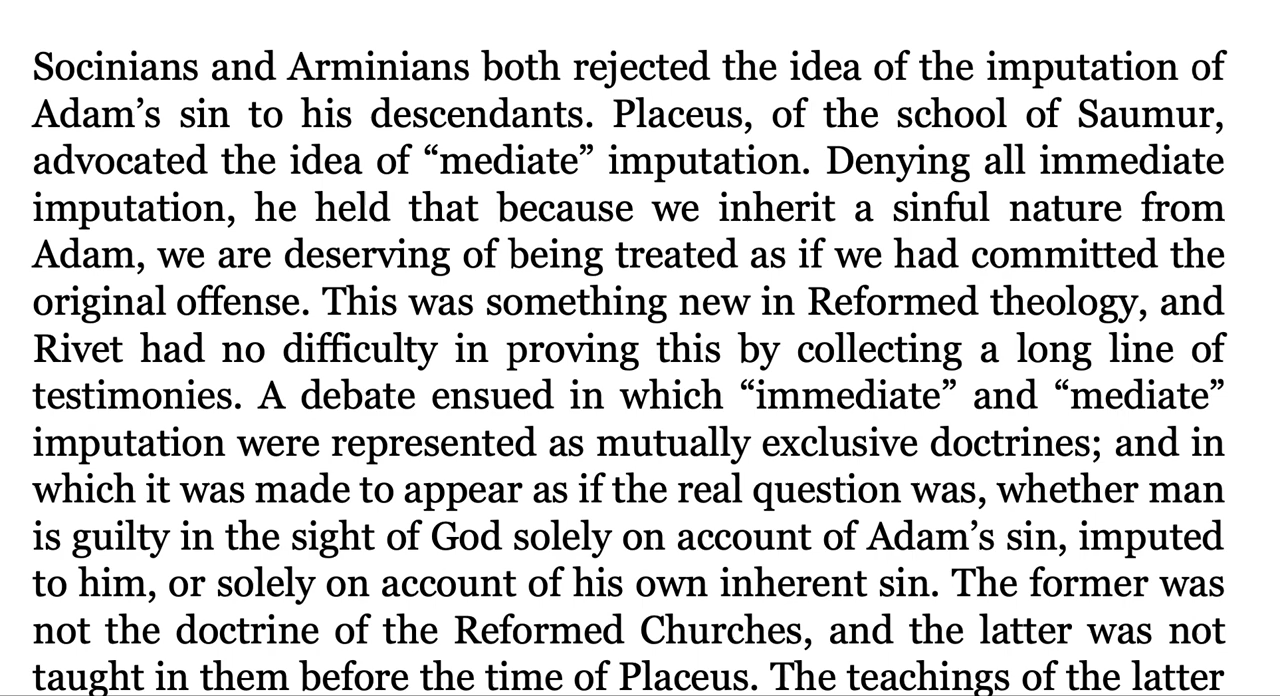 Socinians and Arminians both rejected the idea of the imputation of
Adam’s sin to his descendants. Placeus, of the school of Saumur,
advocated the idea of “mediate” imputation. Denying all immediate
imputation, he held that because we inherit a sinful nature from
Adam, we are deserving of being treated as if we had committed the
original offense. This was something new in Reformed theology, and
Rivet had no difficulty in proving this by collecting a long line of
testimonies. A debate ensued in which “immediate” and “mediate”
imputation were represented as mutually exclusive doctrines; and in
which it was made to appear as if the real question was, whether man
is guilty in the sight of God solely on account of Adam’s sin, imputed
to him, or solely on account of his own inherent sin. The former was
not the doctrine of the Reformed Churches, and the latter was not
taught in them before the time of Placeus. The teachings of the latter